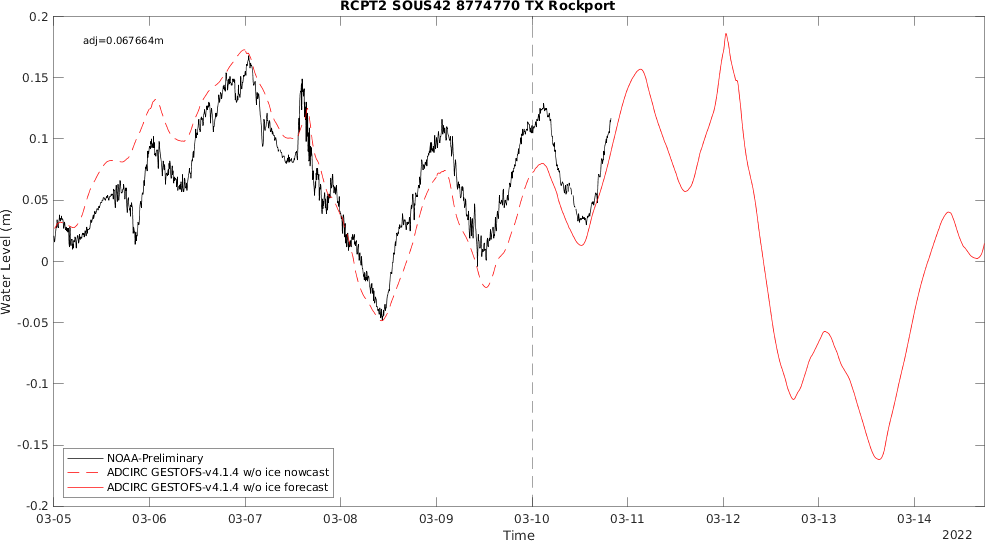 RCPT2 SOUS42 8774770 TX Rockport
adj=0.067664m
0.2
0.15
0.1
0.05
0
-0.05
-0.1
-0.15
-0.2
Water Level (m)
NOAA-Preliminary
ADCIRC GESTOFS-v4.1.4 w/o ice nowcast
ADCIRC GESTOFS-v4.1.4 w/o ice forecast
03-05 03-06 03-07 03-08 03-09 03-10 03-11 03-12 03-13 03-14
Time
2022